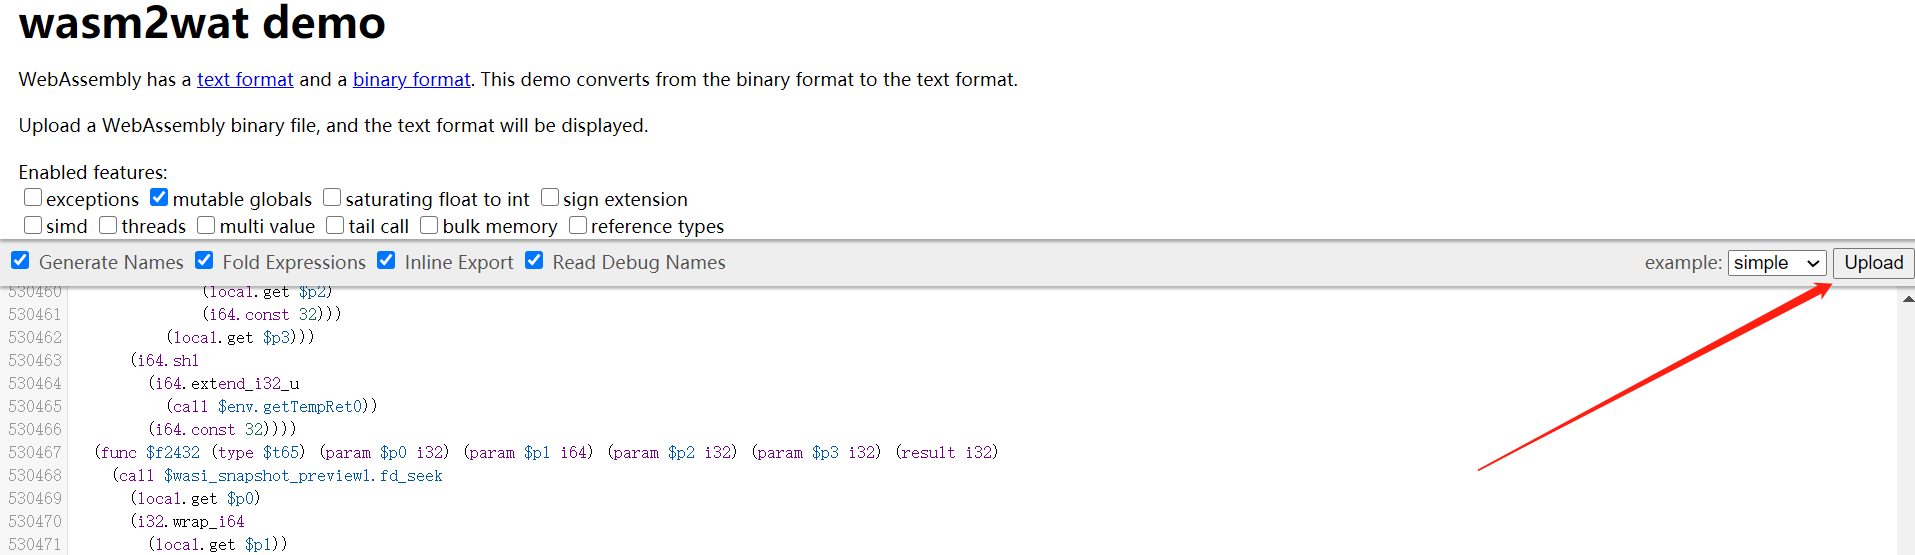 wasm2wat demo
WebAssembly has a text format and a binary format. This demo converts from the binary format to the text format.
Upload a WebAssembly binary file, and the text format will be displayed.
Enabled features:
exceptions mutable globals saturating float to int sign extension
simd threads multi value tail call bulk memory reference types
Generate Names Fold Expressions Inline Export Read Debug Names example: simple Upload
530460 (local.get $p2)
530461 (i64.const 32)))
530462 (local.get $p3)))
530463 (i64.shl
530464 (i64.extend_i32_u
530465 (call $env.getTempRet0))
530466 (i64.const 32))))
530467 (func $f2432 (type $t65) (param $p0 i32) (param $p1 i64) (param $p2 i32) (param $p3 i32) (result i32)
530468 (call $wasi_snapshot_preview1.fd_seek
530469 (local.get $p0)
530470 (i32.wrap_i64
530471 (local.get $p1))